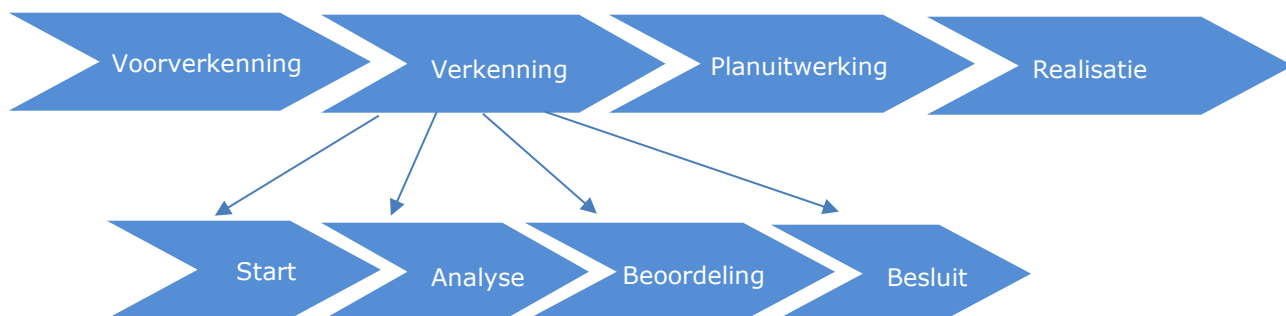 Voorverkenning
Verkenning
Planuitwerking
Realisatie
Start
Analyse
Beoordeling
Besluit